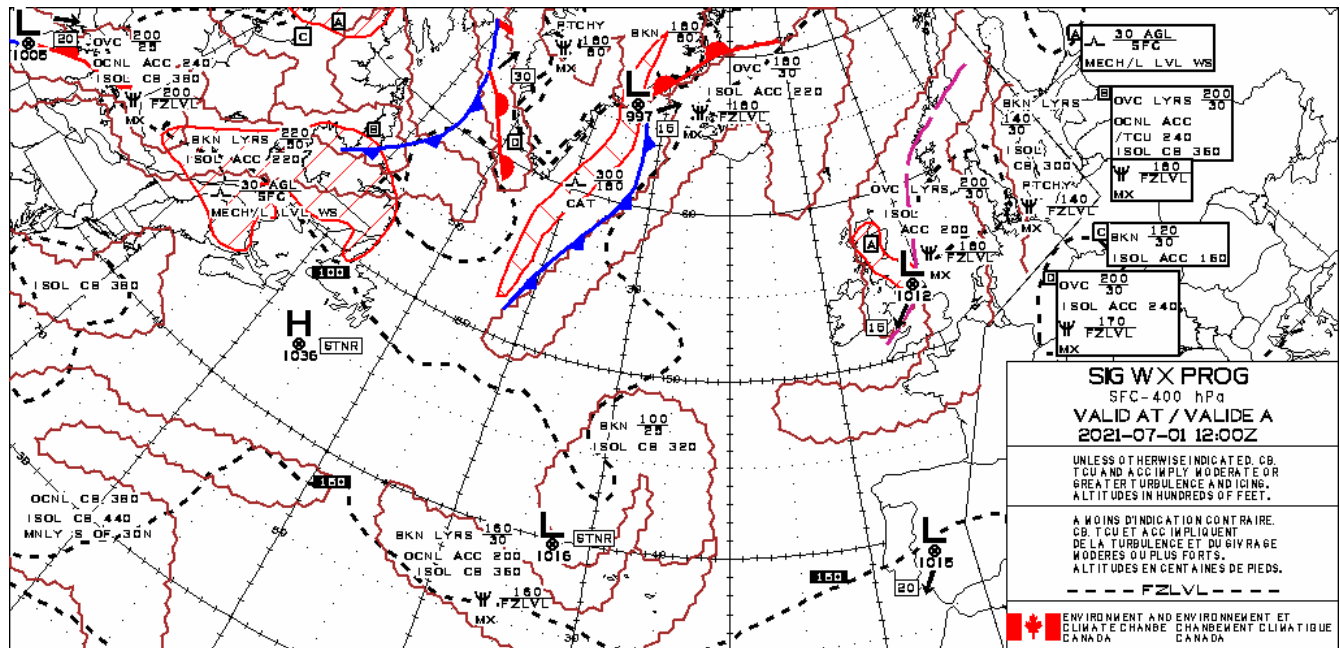 L
1005
20
OVC 200
25
OCNL ACC 240
ISOL CB 380
200
FZLVL
MX
C
A
BKN LYRS 220
ISOL ACC 220
B
30 AGL
SFC
MECH/L LVL WS
ISOL CB 380
100
H
1036
STNR
OCNL CB 380
ISOL CB 440
MNLY S OF 30N
150
PTCHY
160
MX
30
D
BKN 180
L
997
15
300
180
CAT
OVC 160
30
ISOL ACC 220
160
FZLVL
MX
60
50
40
30
BKN 100
25
ISOL CB 320
BKN LYRS 160
30
OCNL ACC 200
ISOL CB 360
160
FZLVL
MX
L
1016
STNR
OVC LYRS 200
30
ISOL
ACC 200
160
FZLVL
MX
A
L
1012
15
BKN LYRS
140
30
ISOL
CB 300
PTCHY
/140
FZLVL
MX
150
L
1015
20
A
30 AGL
SFC
MECH/L LVL WS
B
OVC LYRS 200
30
OCNL ACC
/TCU 240
ISOL CB 360
180
FZLVL
MX
C
BKN 120
30
ISOL ACC 160
D
OVC 200
30
ISOL ACC 240
170
FZLVL
MX
SIG WX PROG
SFC-400 hPa
VALID AT / VALIDE A
2021-07-01 12:00Z
UNLESS OTHERWISE INDICATED, CB,
TCU AND ACC IMPLY MODERATE OR
GREATER TURBULENCE AND ICING.
ALTITUDES IN HUNDREDS OF FEET.
A MOINS D'INDICATION CONTRAIRE,
CB, TCU ET ACC IMPLIQUENT
DE LA TURBULENCE ET DU GIVRAGE
MODERES OU PLUS FORTS.
ALTITUDES EN CENTAINES DE PIEDS.
---- FZLVL ----
ENVIRONMENT AND ENVIRONNEMENT ET
CLIMATE CHANGE CHANGEMENT CLIMATIQUE
CANADA CANADA